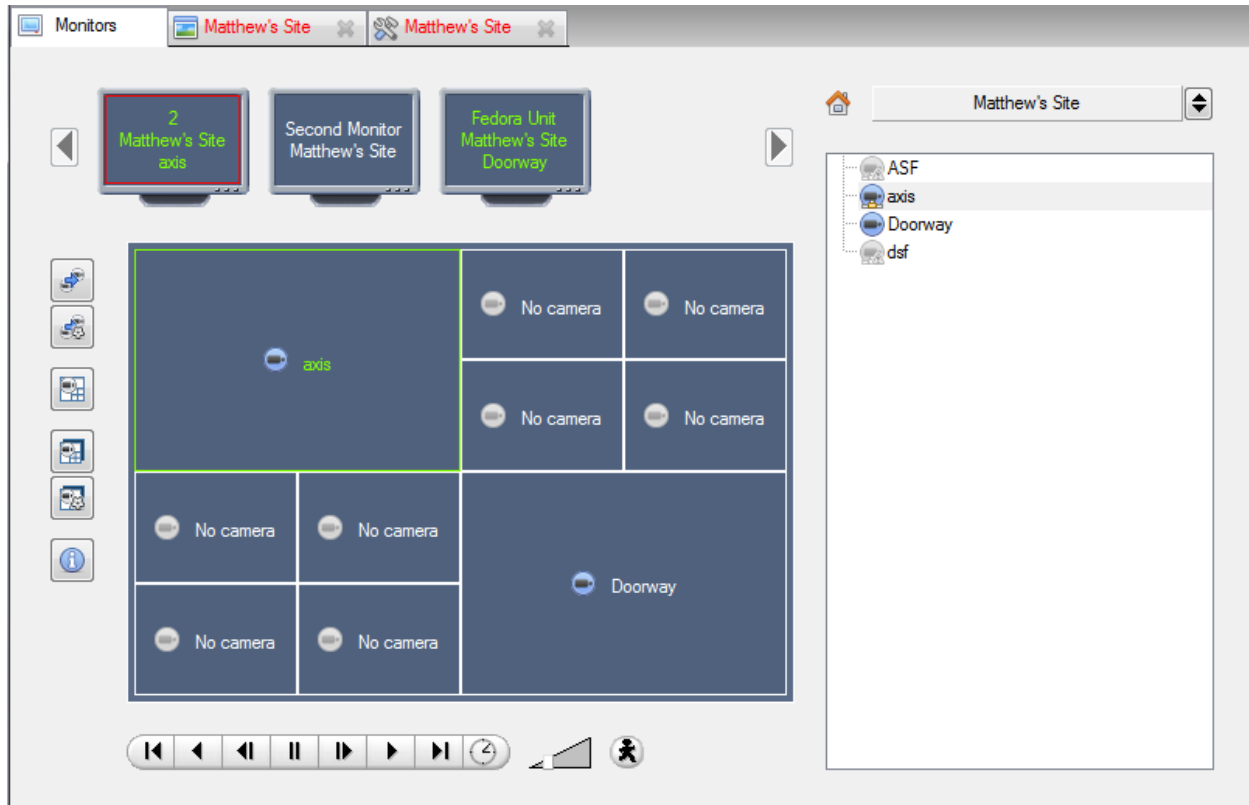 Monitors
Matthew's Site
Matthew's Site
2
Matthew's Site
axis
Second Monitor
Matthew's Site
Fedora Unit
Matthew's Site
Doorway
Matthew's Site
ASF
axis
Doorway
dsf
axis
No camera
No camera
No camera
No camera
No camera
No camera
Doorway
No camera
No camera